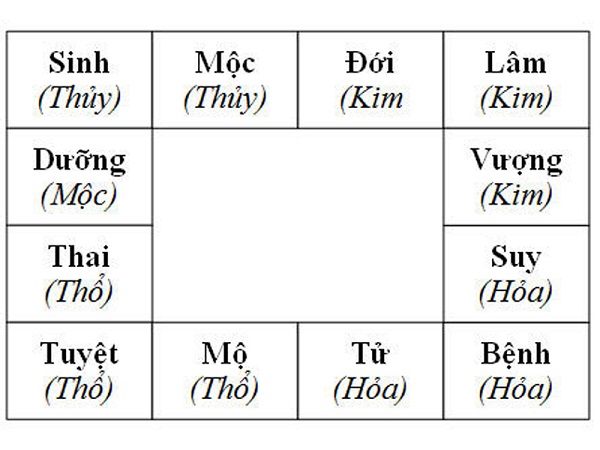 Sinh
(Thủy)
Mộc
(Thủy)
Đới
(Kim
Lâm
(Kim)
Dưỡng
(Mộc)
Vượng
(Kim)
Thai
(Thổ)
Suy
(Hỏa)
Tuyệt
(Thổ)
Mộ
(Thổ)
Tử
(Hỏa)
Bệnh
(Hỏa)